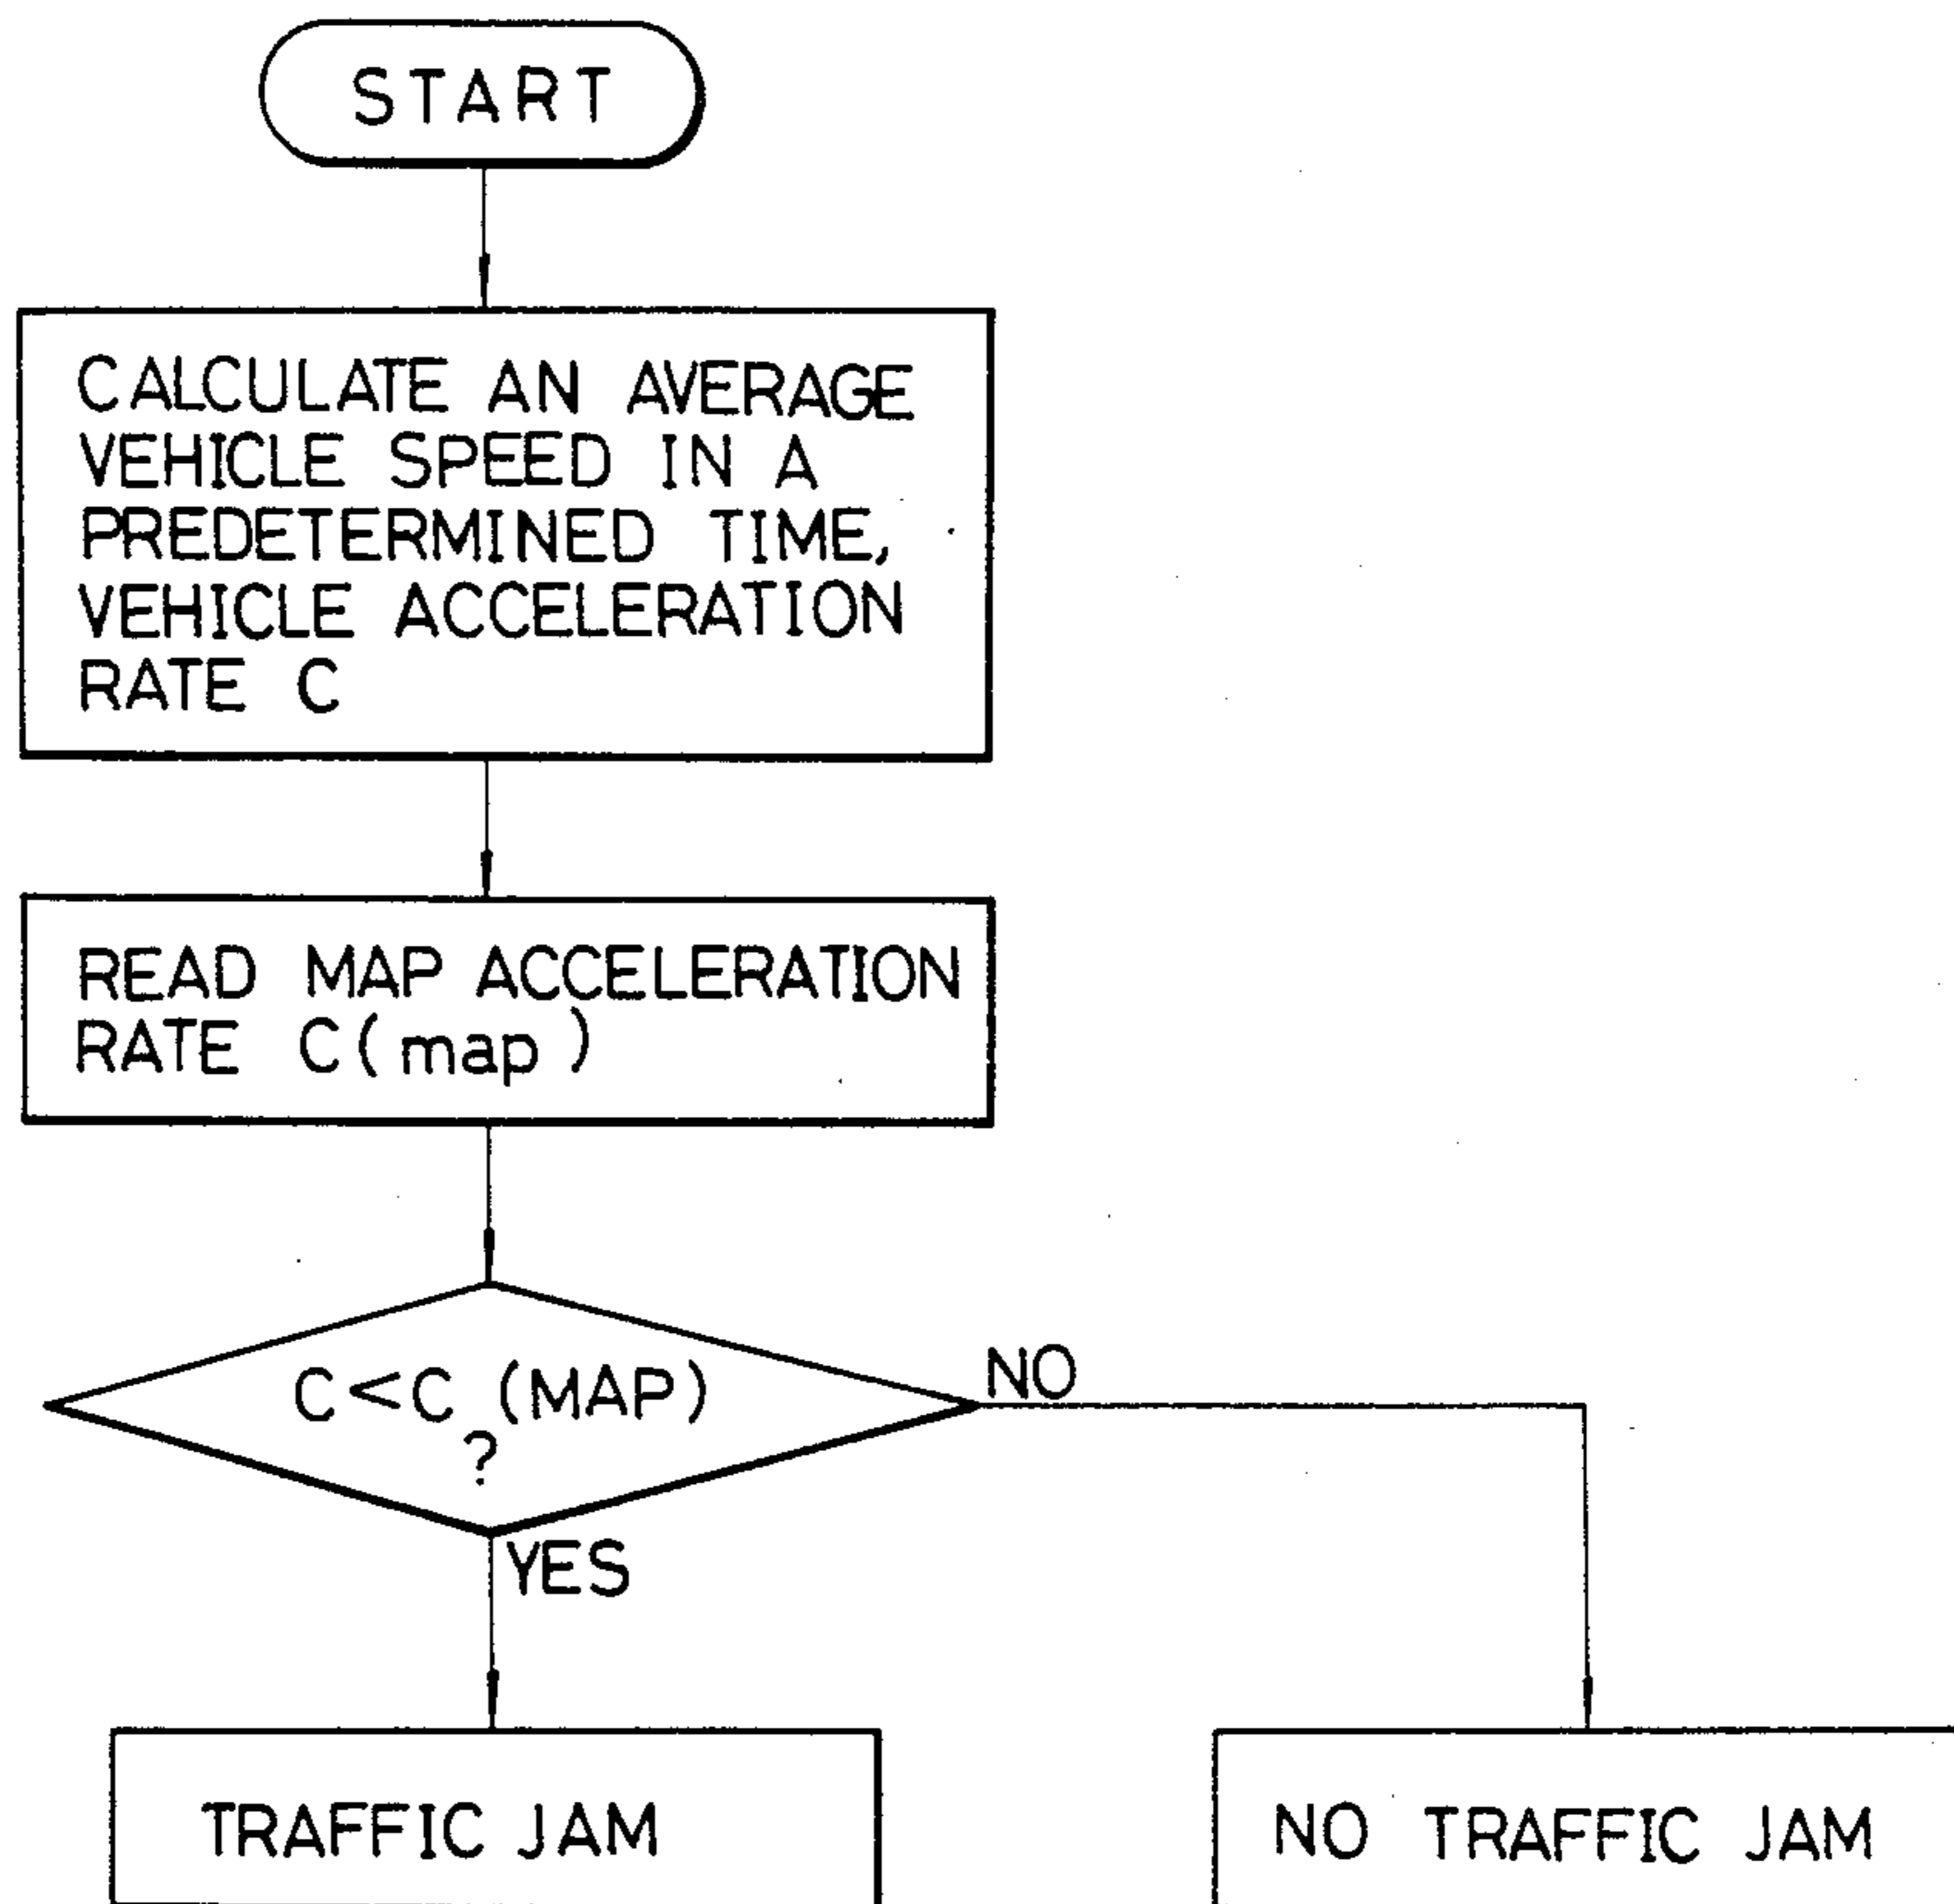 START
CALCULATE AN AVERAGE
VEHICLE SPEED IN A
PREDETERMINED TIME,
VEHICLE ACCELERATION
RATE C
READ MAP ACCELERATION
RATE C(map)
C<C (MAP)
?
NO
YES
TRAFFIC JAM
NO TRAFFIC JAM